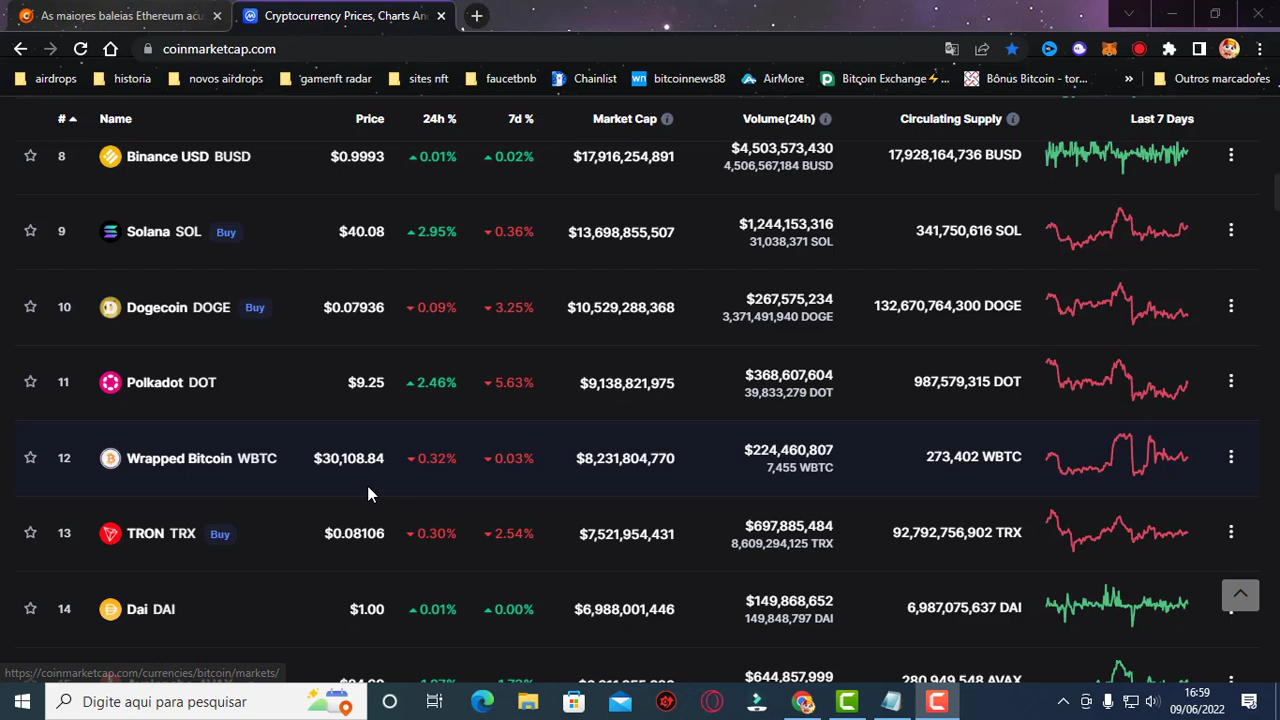 As maiores baleias Ethereum acu
Cryptocurrency Prices, Charts An
coinmarketcap.com
airdrops
historia
novos airdrops
'gamenft radar
sites nft
faucetbnb
Chainlist
wn bitcoinnews88
AirMore
Bitcoin Exchange⚡...
Bônus Bitcoin - tor...
»
Outros marcadores
# Name Price 24h % 7d % Market Cap Volume(24h) Circulating Supply Last 7 Days
8 Binance USD BUSD $0.9993 0.01% 0.02% $17,916,254,891 $4,503,573,430 17,928,164,736 BUSD
4,506,567,184 BUSD
9 Solana SOL Buy $40.08 2.95% 0.36% $13,698,855,507 $1,244,153,316 341,750,616 SOL
31,038,371 SOL
10 Dogecoin DOGE Buy $0.07936 0.09% 3.25% $10,529,288,368 $267,575,234 132,670,764,300 DOGE
3,371,491,940 DOGE
11 Polkadot DOT $9.25 2.46% 5.63% $9,138,821,975 $368,607,604 987,579,315 DOT
39,833,279 DOT
12 Wrapped Bitcoin WBTC $30,108.84 0.32% 0.03% $8,231,804,770 $224,460,807 273,402 WBTC
7,455 WBTC
13 TRON TRX Buy $0.08106 0.30% 2.54% $7,521,954,431 $697,885,484 92,792,756,902 TRX
8,609,294,125 TRX
14 Dai DAI $1.00 0.01% 0.00% $6,988,001,446 $149,868,652 6,987,075,637 DAI
149,848,797 DAI
$644,857,999 280,949,548 AVAX
https://coinmarketcap.com/currencies/bitcoin/markets/
Digite aqui para pesquisar
16:59
09/06/2022